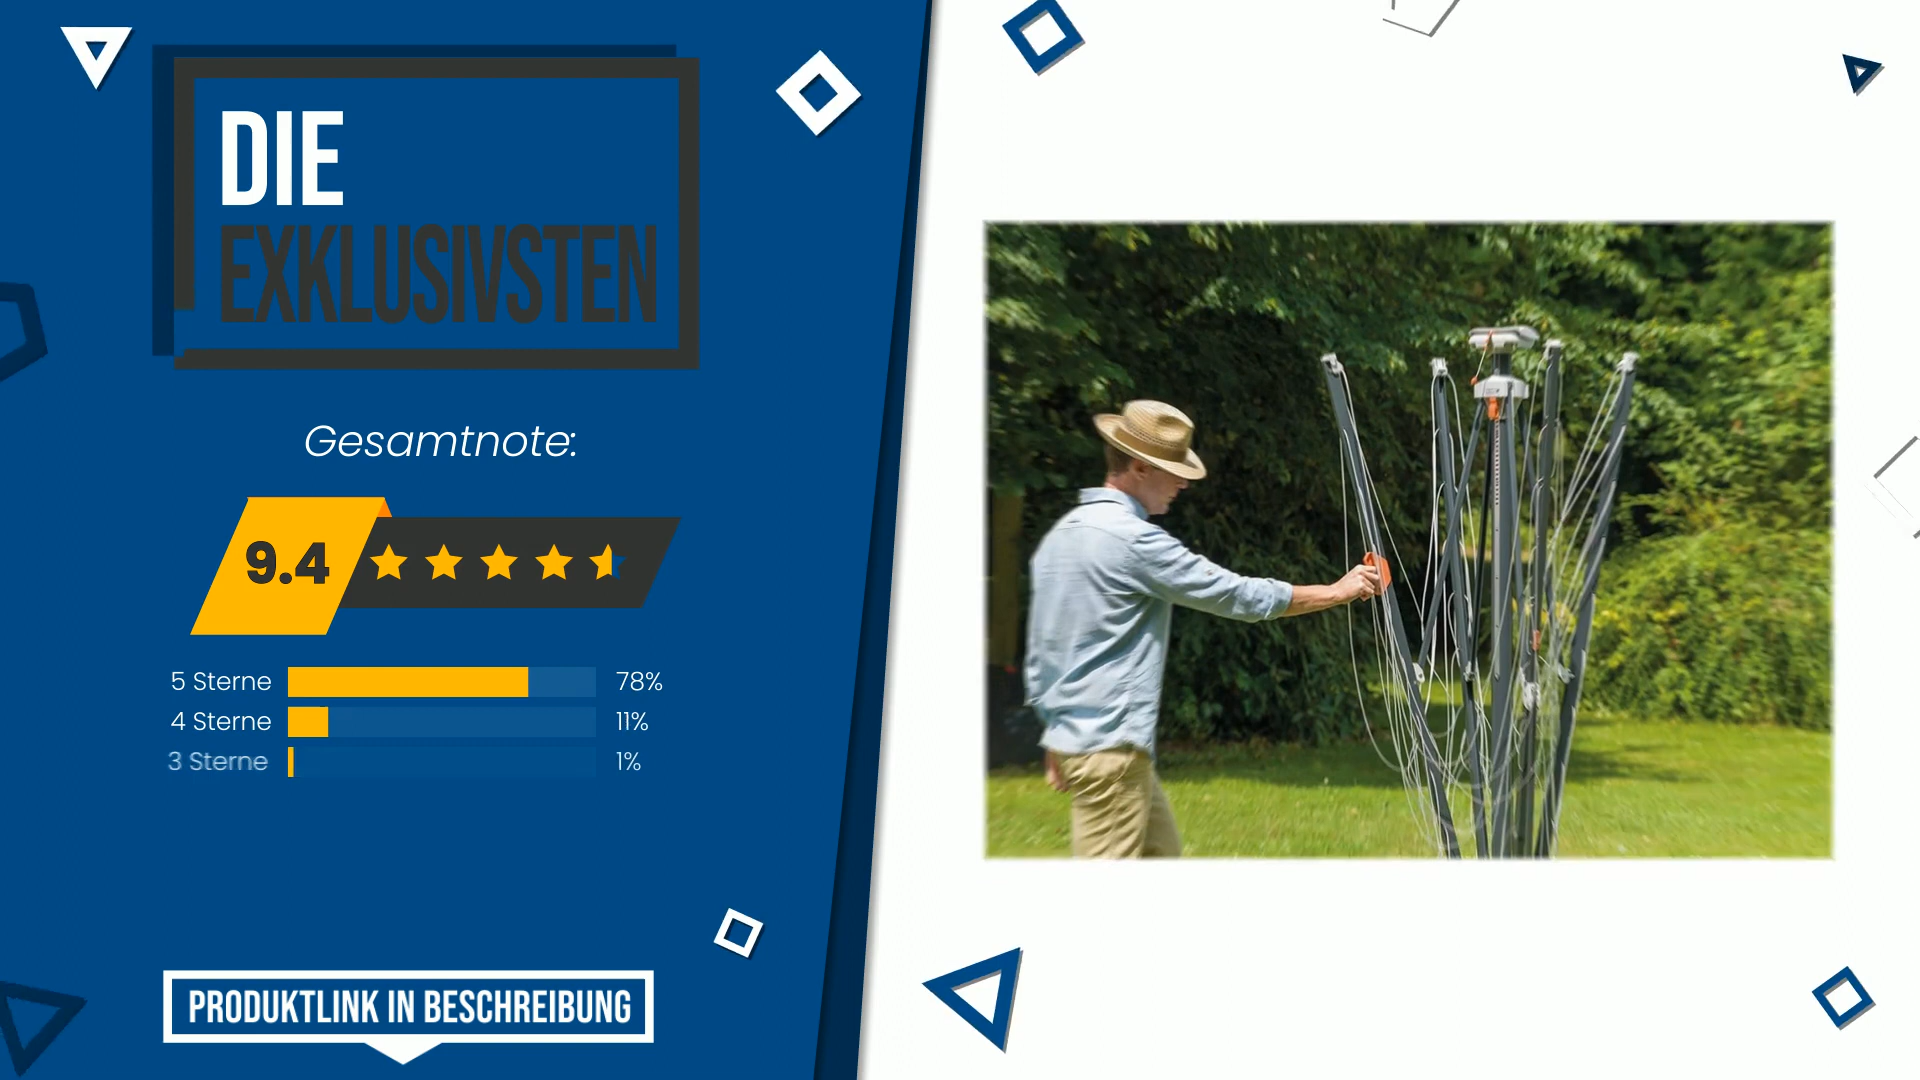 DIE
EXKLUSIVSTEN
Gesamtnote:
9.4
5 Sterne 78%
4 Sterne 11%
3 Sterne 1%
PRODUKTLINK IN BESCHREIBUNG